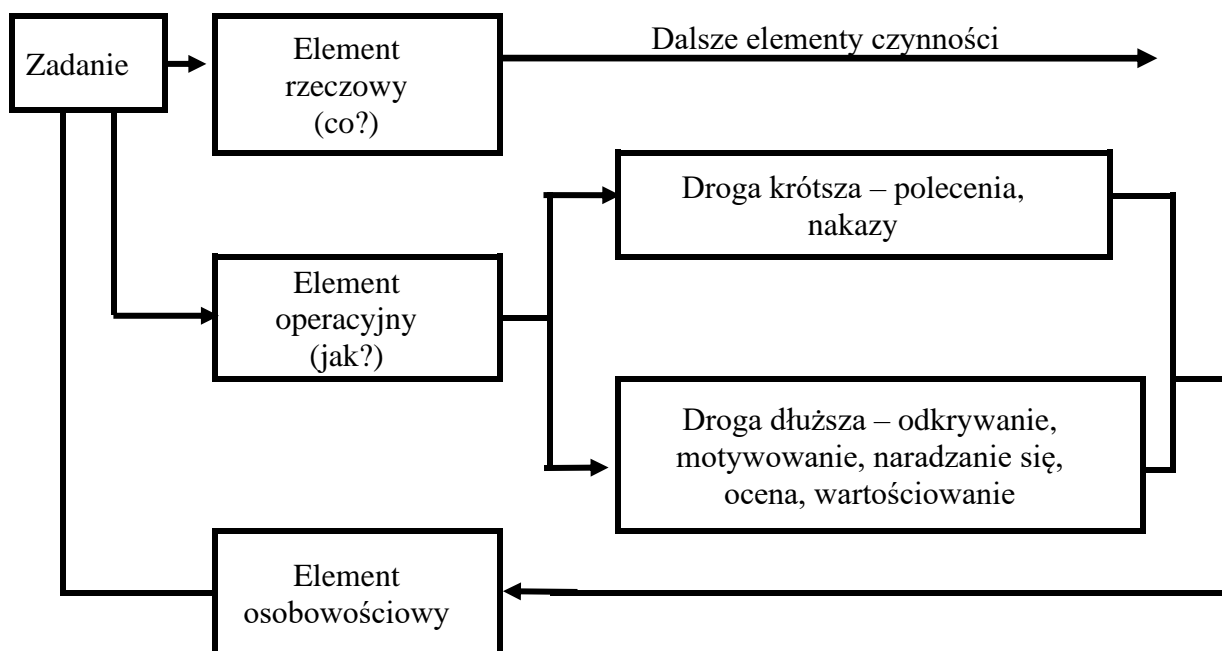 Zadanie
Element
rzeczowy
(co?)
Dalsze elementy czynności
Droga krótsza – polecenia,
nakazy
Element
operacyjny
(jak?)
Droga dłuższa – odkrywanie,
motywowanie, naradzanie się,
ocena, wartościowanie
Element
osobowościowy